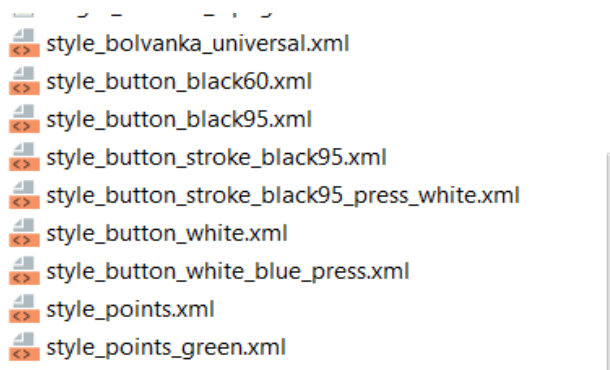 style_bolvanka_universal.xml
style_button_black60.xml
style_button_black95.xml
style_button_stroke_black95.xml
style_button_stroke_black95_press_white.xml
style_button_white.xml
style_button_white_blue_press.xml
style_points.xml
style_points_green.xml